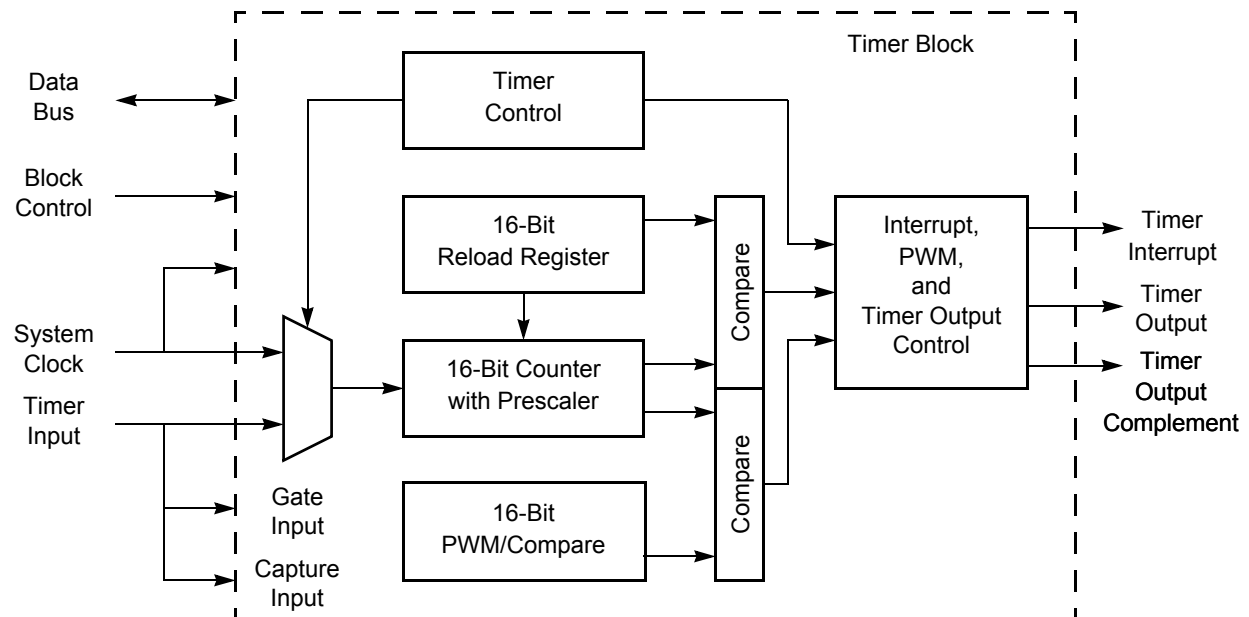 Timer Block
Data
Bus
Timer
Control
Block
Control
16-Bit
Reload Register
Compare
Interrupt,
PWM,
and
Timer Output
Control
Timer
Interrupt
Timer
Output
Timer
Output
Complement
System
Clock
16-Bit Counter
with Prescaler
Timer
Input
Compare
Gate
Input
16-Bit
PWM/Compare
Capture
Input